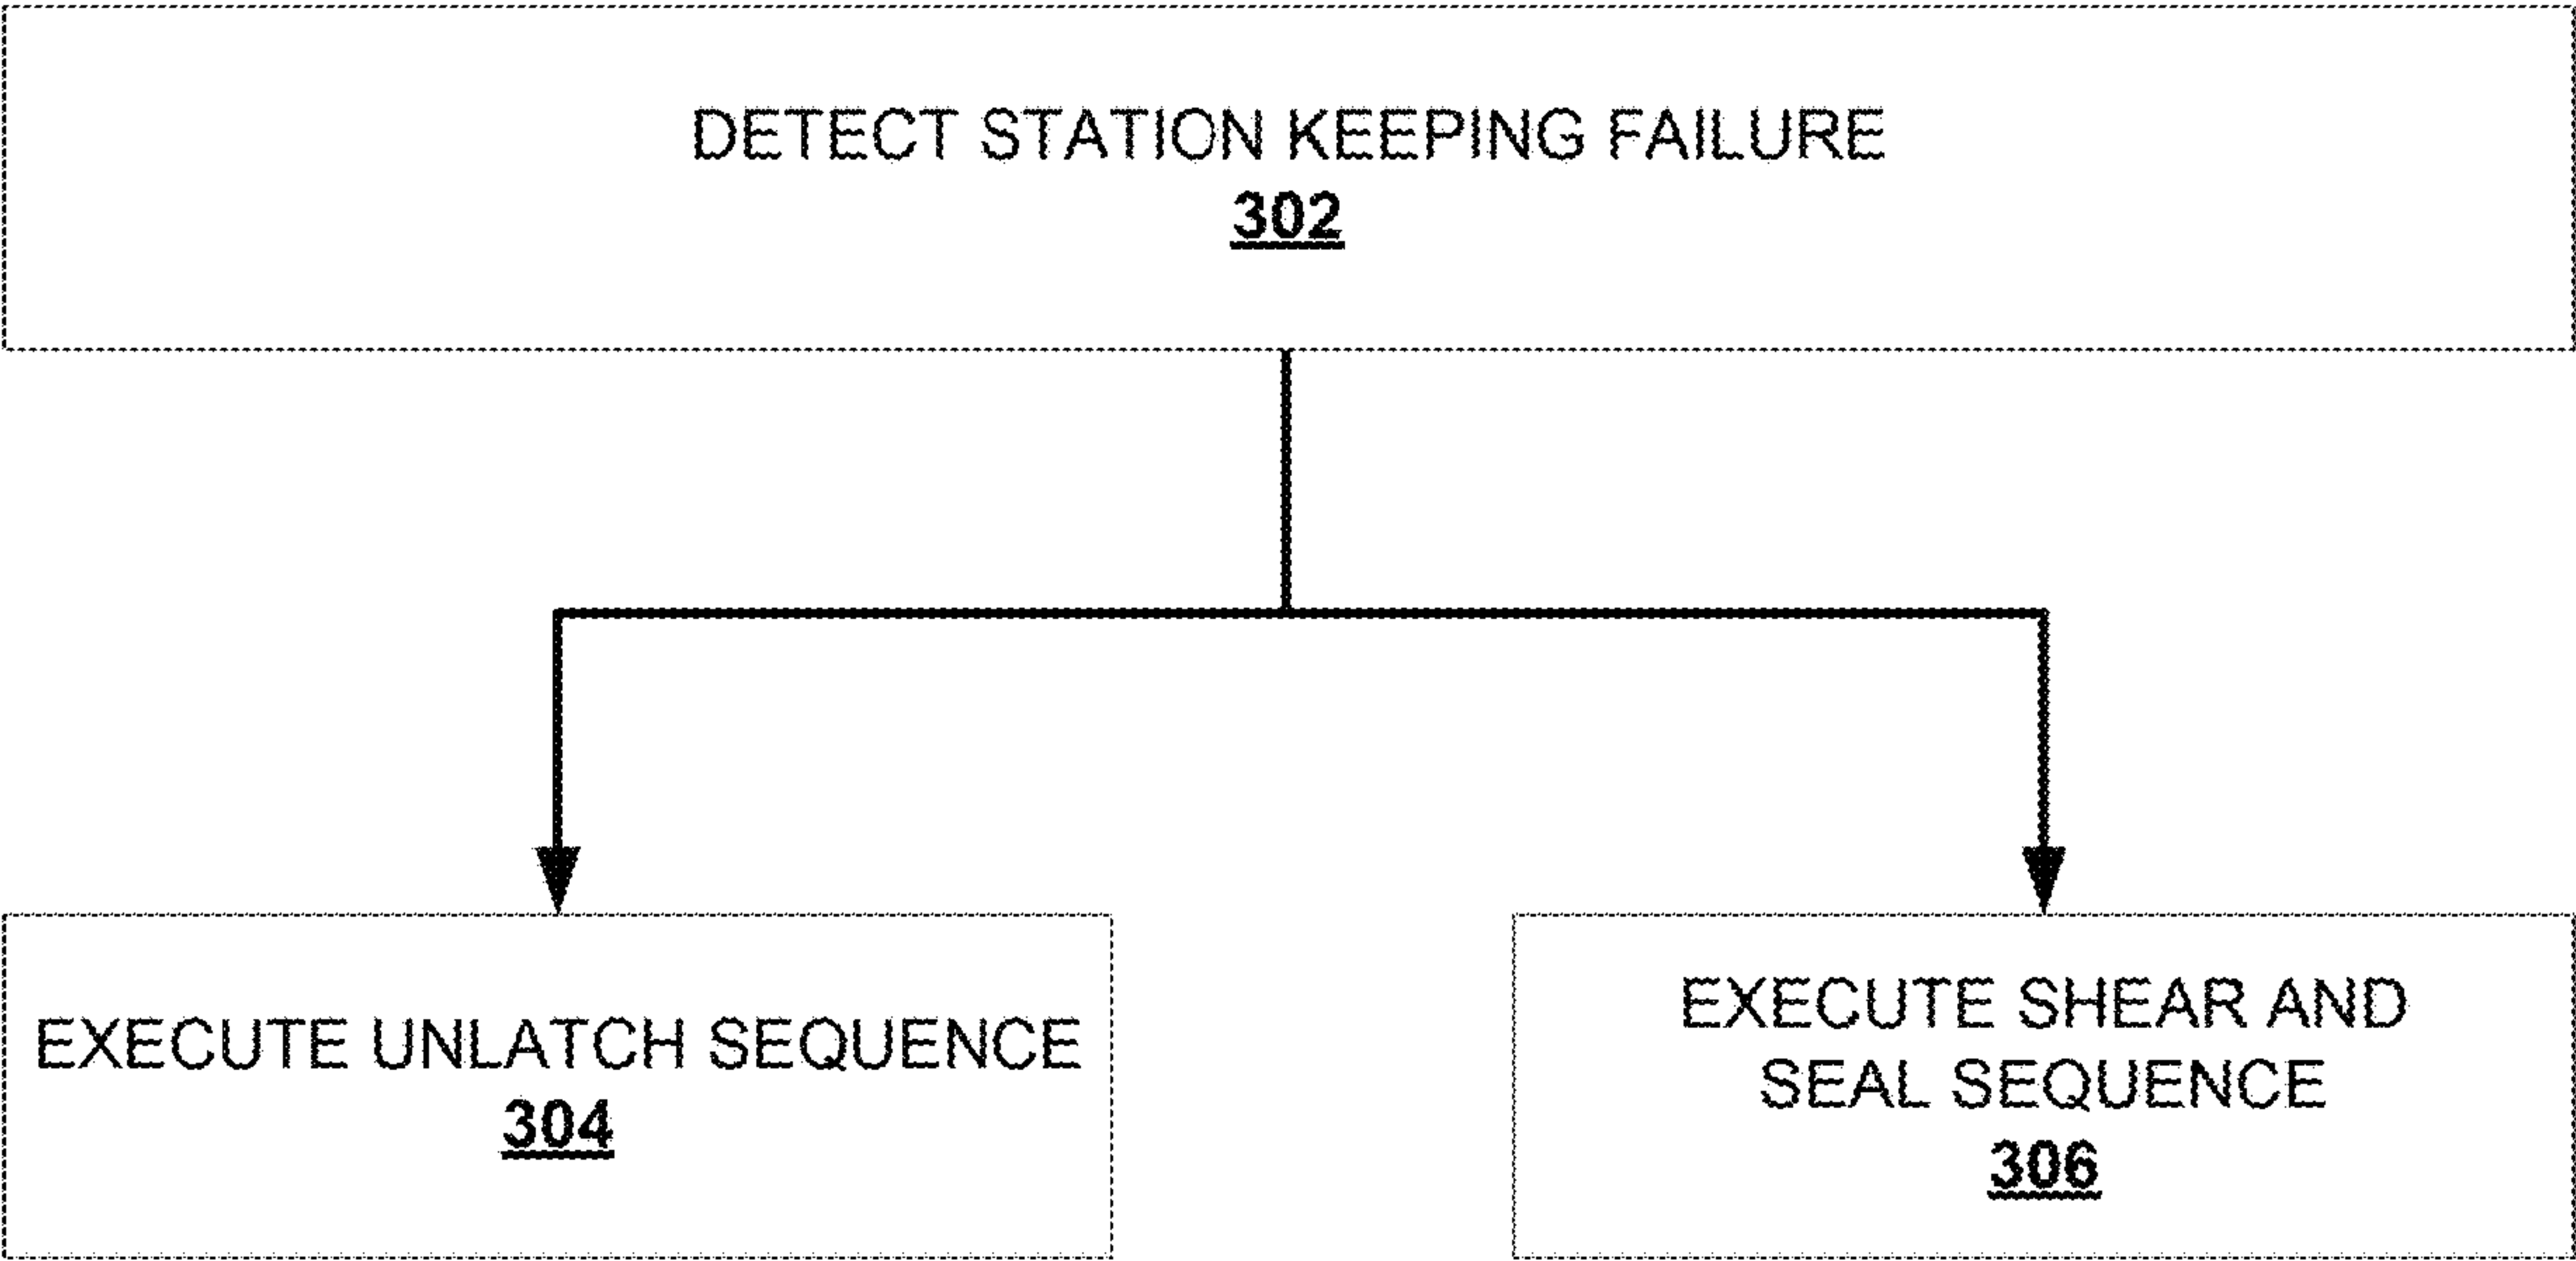 DETECT STATION KEEPING FAILURE
302
EXECUTE UNLATCH SEQUENCE
304
EXECUTE SHEAR AND
SEAL SEQUENCE
306